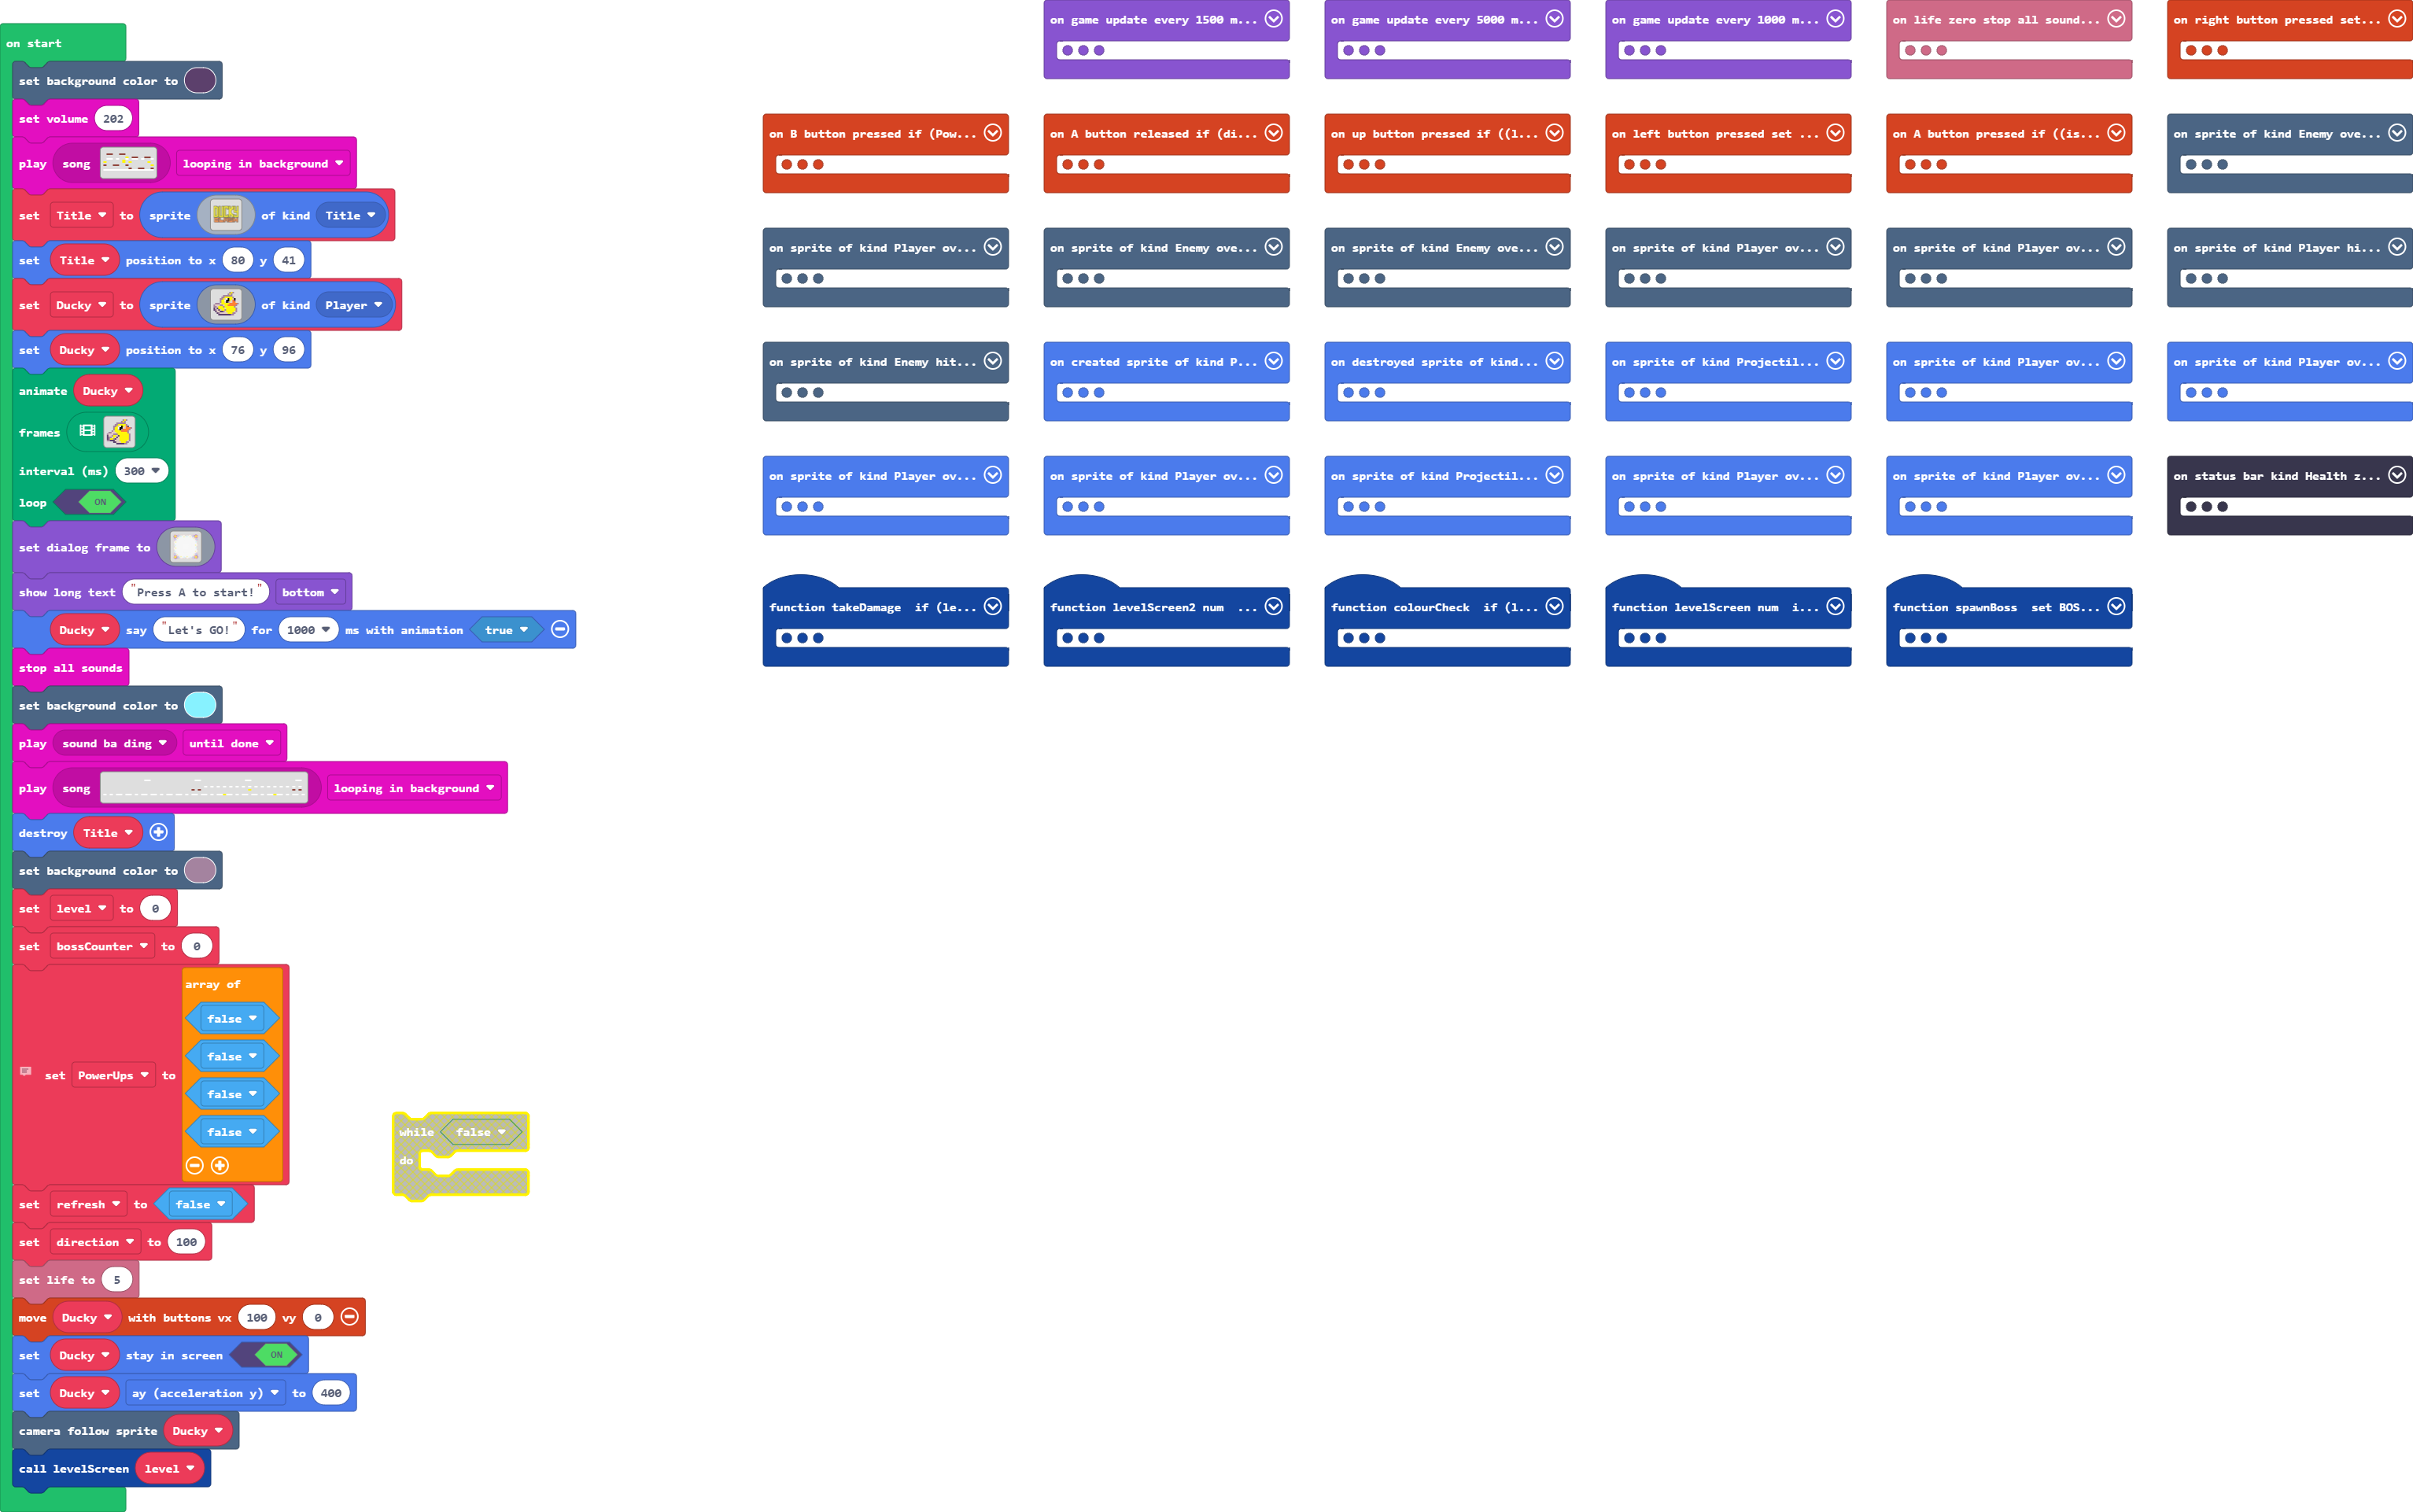 on start
set background color to
set volume 202
play song looping in background
set Title to sprite of kind Title
set Title position to x 80 y 41
set Ducky to sprite of kind Player
set Ducky position to x 76 y 96
animate Ducky
frames
interval (ms) 300
loop ON
set dialog frame to
show long text "Press A to start!" bottom
Ducky say "Let's GO!" for 1000 ms with animation true
stop all sounds
set background color to
play sound ba ding until done
play song looping in background
destroy Title
set background color to
set level to 0
set bossCounter to 0
array of
false
false
set PowerUps to
false
false
set refresh to false
set direction to 100
set life to 5
move Ducky with buttons vx 100 vy 0
set Ducky stay in screen ON
set Ducky ay (acceleration y) to 400
camera follow sprite Ducky
call levelScreen level
while false
do
on game update every 1500 m...
on game update every 5000 m...
on game update every 1000 m...
on life zero stop all sound...
on right button pressed set...
on B button pressed if (Pow...
on A button released if (di...
on up button pressed if ((l...
on left button pressed set ...
on A button pressed if ((is...
on sprite of kind Enemy ove...
on sprite of kind Player ov...
on sprite of kind Enemy ove...
on sprite of kind Enemy ove...
on sprite of kind Player ov...
on sprite of kind Player ov...
on sprite of kind Player hi...
on sprite of kind Enemy hit...
on created sprite of kind P...
on destroyed sprite of kind...
on sprite of kind Projectil...
on sprite of kind Player ov...
on sprite of kind Player ov...
on sprite of kind Player ov...
on sprite of kind Player ov...
on sprite of kind Projectil...
on sprite of kind Player ov...
on sprite of kind Player ov...
on status bar kind Health z...
function takeDamage if (le...
function levelScreen2 num ...
function colourCheck if (l...
function levelScreen num i...
function spawnBoss set BOS...